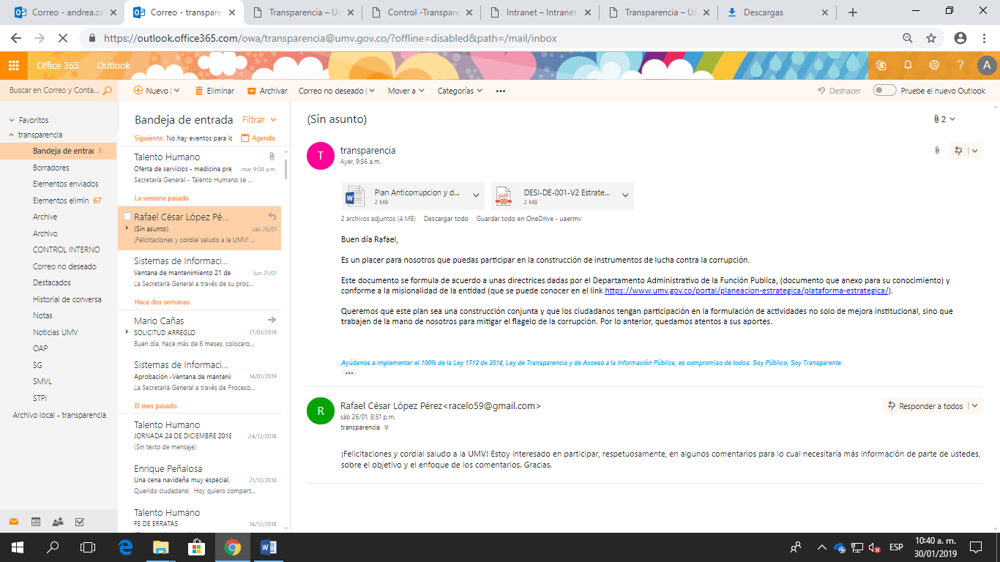 Correo - andrea.za
Correo - transpare
Transparencia – Un
Control -Transpare
Intranet – Intranet
Transparencia – Un
Descargas
https://outlook.office365.com/owa/transparencia@umv.gov.co/?offline=disabled&path=/mail/inbox
Office 365
Outlook
A
Buscar en Correo y Conta...
Nuevo
Eliminar
Archivar
Correo no deseado
Mover a
Categorías
Deshacer
Pruebe el nuevo Outlook
Favoritos
transparencia
Bandeja de entrac 1
Borradores
Elementos enviados
Elementos elimin 67
Archive
Archivo
CONTROL INTERNO
Correo no deseado
Destacados
Historial de conversa
Notas
Noticias UMV
OAP
SG
SMVL
STPI
Archivo local - transparencia
Bandeja de entrada
Filtrar
Siguiente: No hay eventos para lo
Agenda
Talento Humano
Oferta de servicios - medicina pre
mar 9:08 a.m.
Secretaría General - Talento Humano se ...
La semana pasada
Rafael César López Pé...
(Sin asunto)
sáb 26/01
¡Felicitaciones y cordial saludo a la UMV! ...
Sistemas de Informaci...
Ventana de mantenimiento 21 de
lun 21/01
La Secretaria General a través de su proc...
Hace dos semanas
Mario Cañas
SOLICITUD ARREGLO
17/01/2019
Buen día, hace más de 6 meses, colocaro...
Sistemas de Informaci...
Aprobación -Ventana de manteni
14/01/2019
La Secretaría General a través de Proceso...
El mes pasado
Talento Humano
JORNADA 24 DE DICIEMBRE 2018
24/12/2018
(Sin texto de mensaje)
Enrique Peñalosa
Una cena navideña muy especial,
21/12/2018
Querido ciudadano, Hoy quiero compart...
Talento Humano
FE DE ERRATAS
14/12/2018
(Sin asunto)
2
T
transparencia
Ayer, 9:56 a.m.
Plan Anticorrupcion y d...
2 MB
pdf
DESI-DE-001-V2 Estrate...
2 MB
2 archivos adjuntos (4 MB) Descargar todo Guardar todo en OneDrive - uaermv
Buen día Rafael,
Es un placer para nosotros que puedas participar en la construcción de instrumentos de lucha contra la corrupción.
Este documento se formula de acuerdo a unas directrices dadas por el Departamento Administrativo de la Función Publica, (documento que anexo para su conocimiento) y
conforme a la misionalidad de la entidad (que se puede conocer en el link https://www.umv.gov.co/portal/planeacion-estrategica/plataforma-estrategica/).
Queremos que este plan sea una construcción conjunta y que los ciudadanos tengan participación en la formulación de actividades no solo de mejora institucional, sino que
trabajen de la mano de nosotros para mitigar el flagelo de la corrupción. Por lo anterior, quedamos atentos a sus aportes.
Ayúdanos a implementar el 100% de la Ley 1712 de 2014, Ley de Transparencia y de Acceso a la Información Pública, es compromiso de todos. Soy Público, Soy Transparente.
R
Rafael César López Pérez<racelo59@gmail.com>
sáb 26/01, 8:51 p.m.
transparencia
Responder a todos
¡Felicitaciones y cordial saludo a la UMV! Estoy interesado en participar, respetuosamente, en algunos comentarios para lo cual necesitaría más información de parte de ustedes,
sobre el objetivo y el enfoque de los comentarios. Gracias.
ESP
10:40 a. m.
30/01/2019